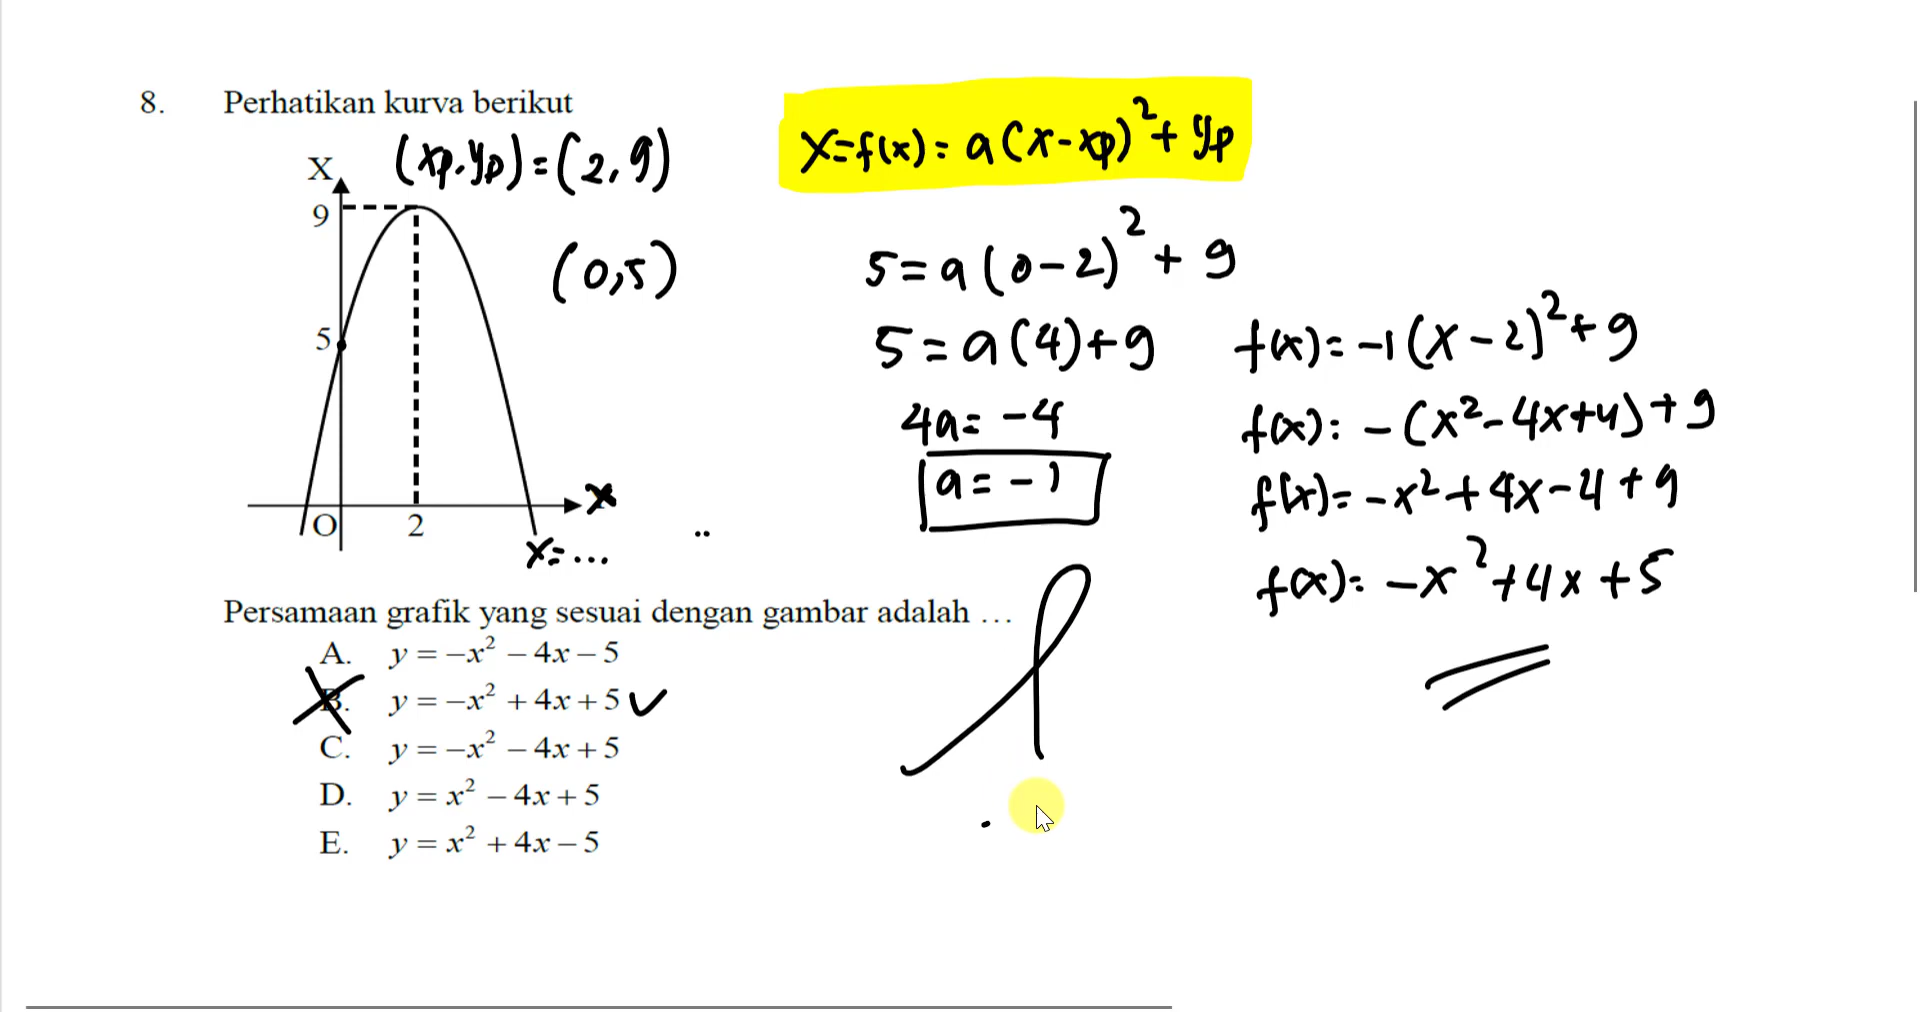 8. Perhatikan kurva berikut
X
9
5
O
2
x
x=...
(xp.yp)=(2,9)
(0,5)
X=f(x)=a(x-xp)²+yp
5=a(0-2)²+9
5=a(4)+9
4a=-4
a=-1
f(x)=-1(x-2)²+9
f(x)=-(x²-4x+4)+9
f(x)=-x²+4x-4+9
f(x)=-x²+4x+5
Persamaan grafik yang sesuai dengan gambar adalah ...
A. y = −x² − 4x − 5
B. y = −x² + 4x + 5
C. y = −x² − 4x + 5
D. y = x² − 4x + 5
E. y = x² + 4x − 5